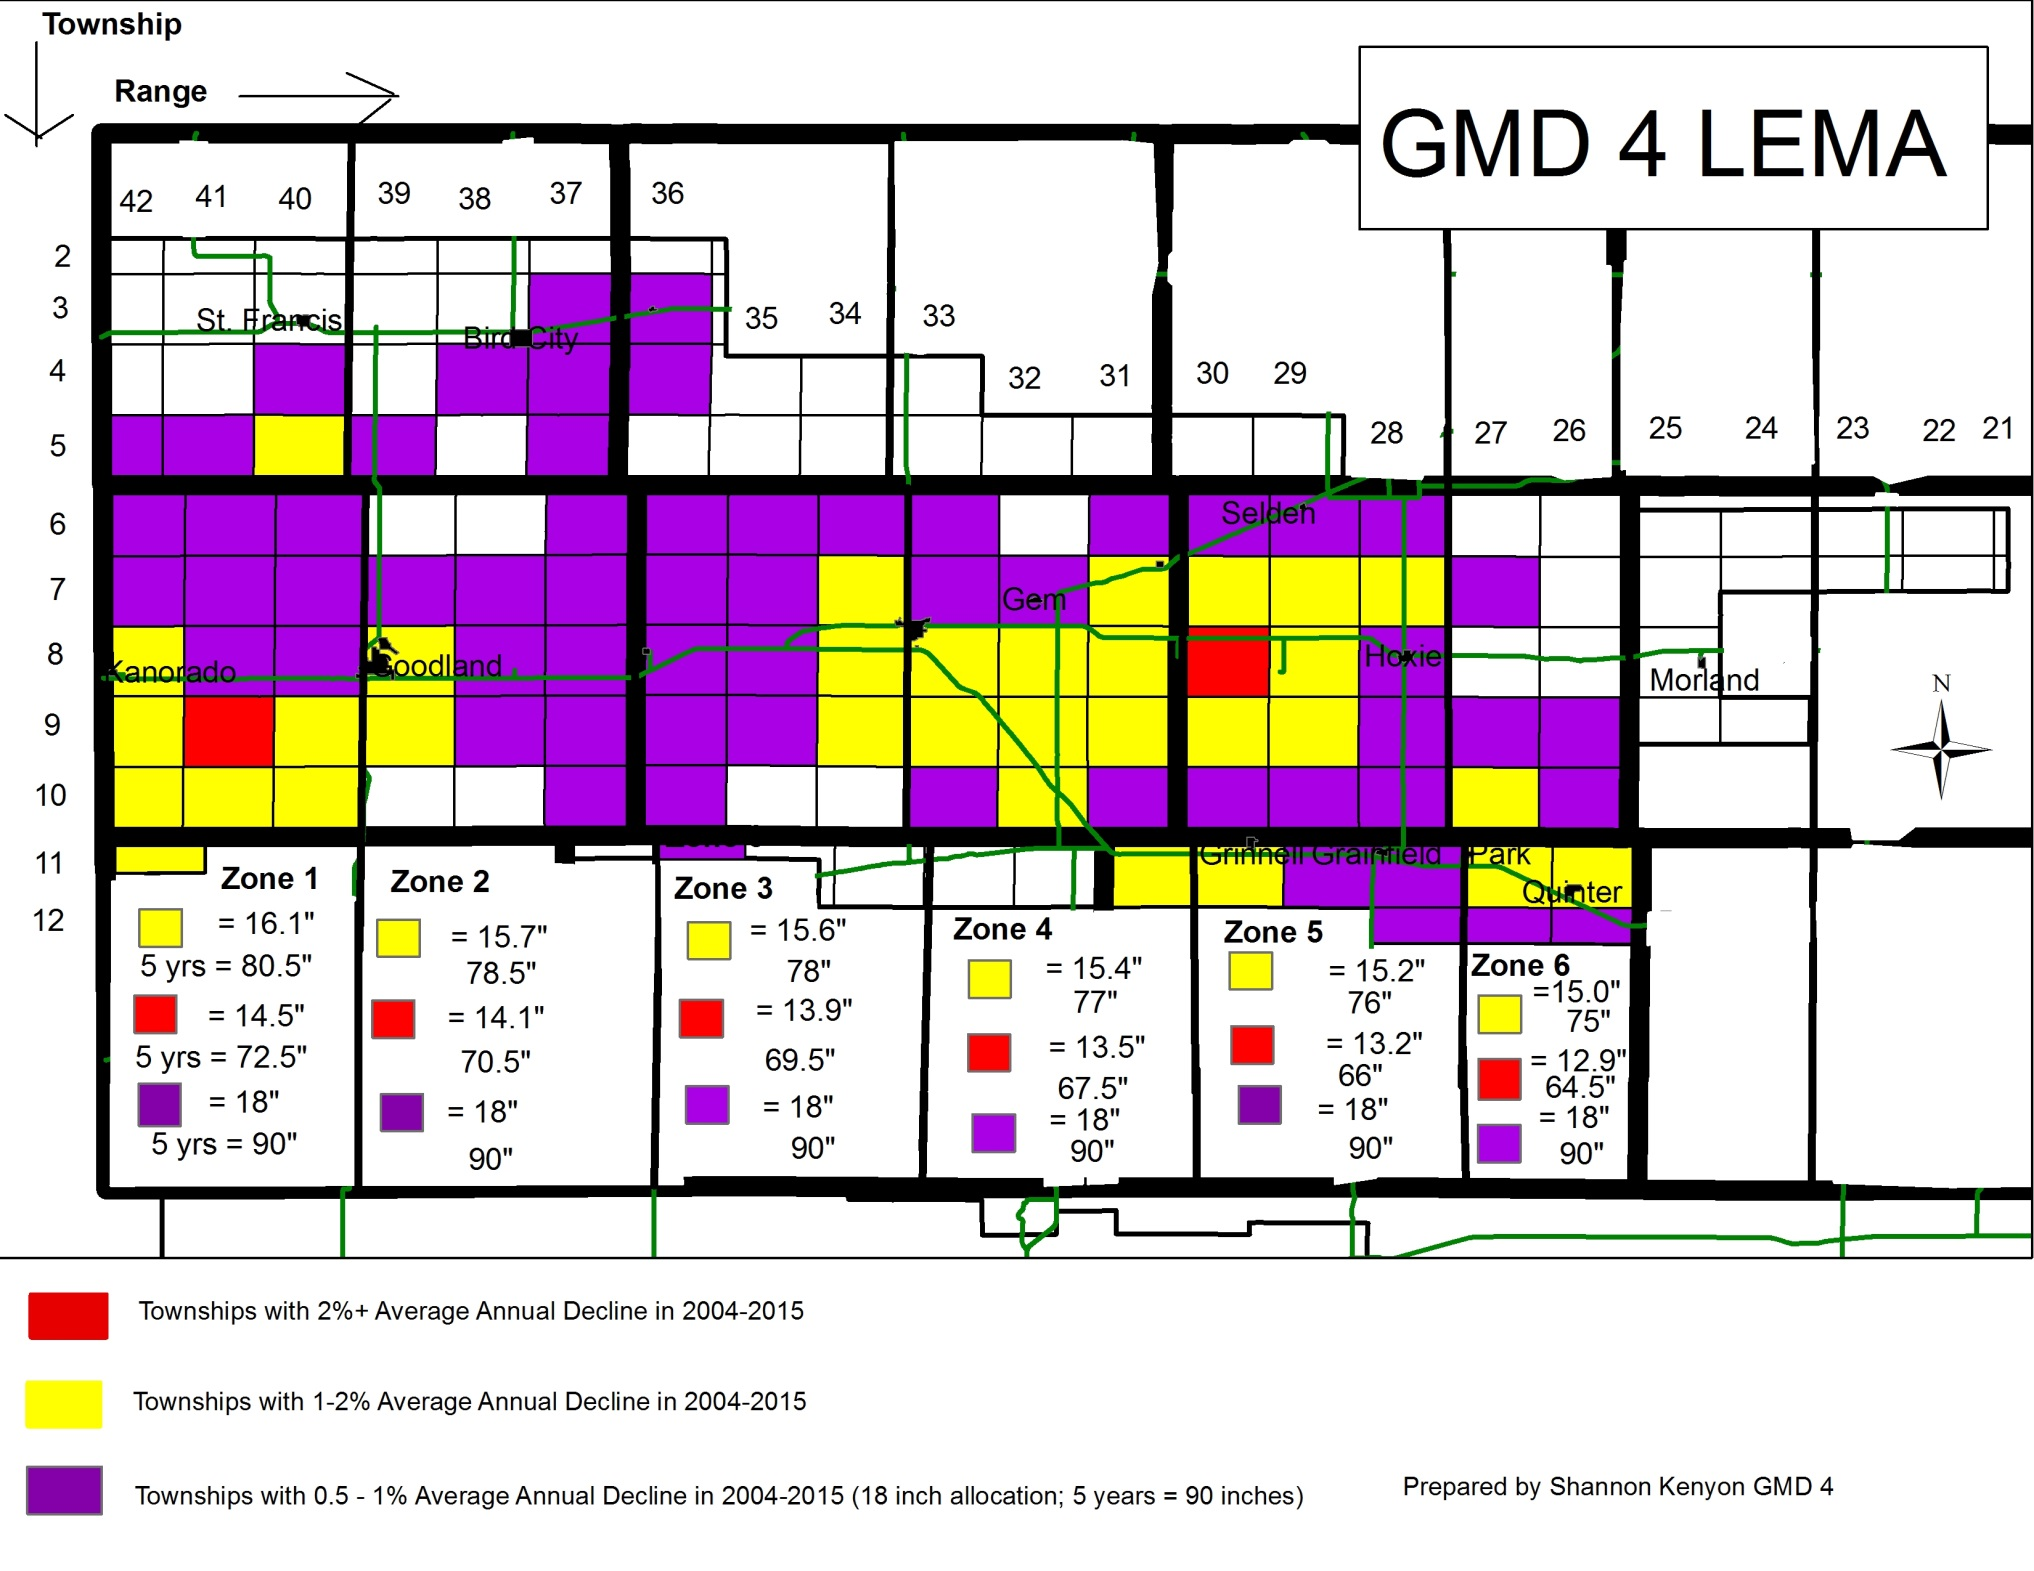 Township
Range
GMD 4 LEMA
42 41 40 39 38 37 36
2
3
St. Francis
Bird City
35 34 33
4
32 31 30 29
5
28 27 26 25 24 23 22 21
6
Selden
7
Gem
8
Kanorado
Goodland
Hoxie
Morland
N
9
10
11
Grinnell Grainfield Park
Quinter
12
Zone 1
= 16.1"
5 yrs = 80.5"
= 14.5"
5 yrs = 72.5"
= 18"
5 yrs = 90"
Zone 2
= 15.7"
78.5"
= 14.1"
70.5"
= 18"
90"
Zone 3
= 15.6"
78"
= 13.9"
69.5"
= 18"
90"
Zone 4
= 15.4"
77"
= 13.5"
67.5"
= 18"
90"
Zone 5
= 15.2"
76"
= 13.2"
66"
= 18"
90"
Zone 6
=15.0"
75"
= 12.9"
64.5"
= 18"
90"
Townships with 2%+ Average Annual Decline in 2004-2015
Townships with 1-2% Average Annual Decline in 2004-2015
Townships with 0.5 - 1% Average Annual Decline in 2004-2015 (18 inch allocation; 5 years = 90 inches)
Prepared by Shannon Kenyon GMD 4